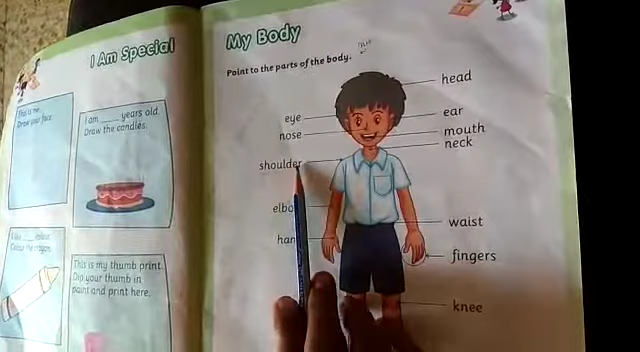 I Am Special
This is me.
Draw your face.
I am ____ years old.
Draw the candles.
I like ____ colour.
Colour the crayon.
This is my thumb print.
Dip your thumb in
paint and print here.
My Body
Point to the parts of the body.
head
eye
ear
nose
mouth
neck
shoulder
elbo
waist
han
fingers
knee